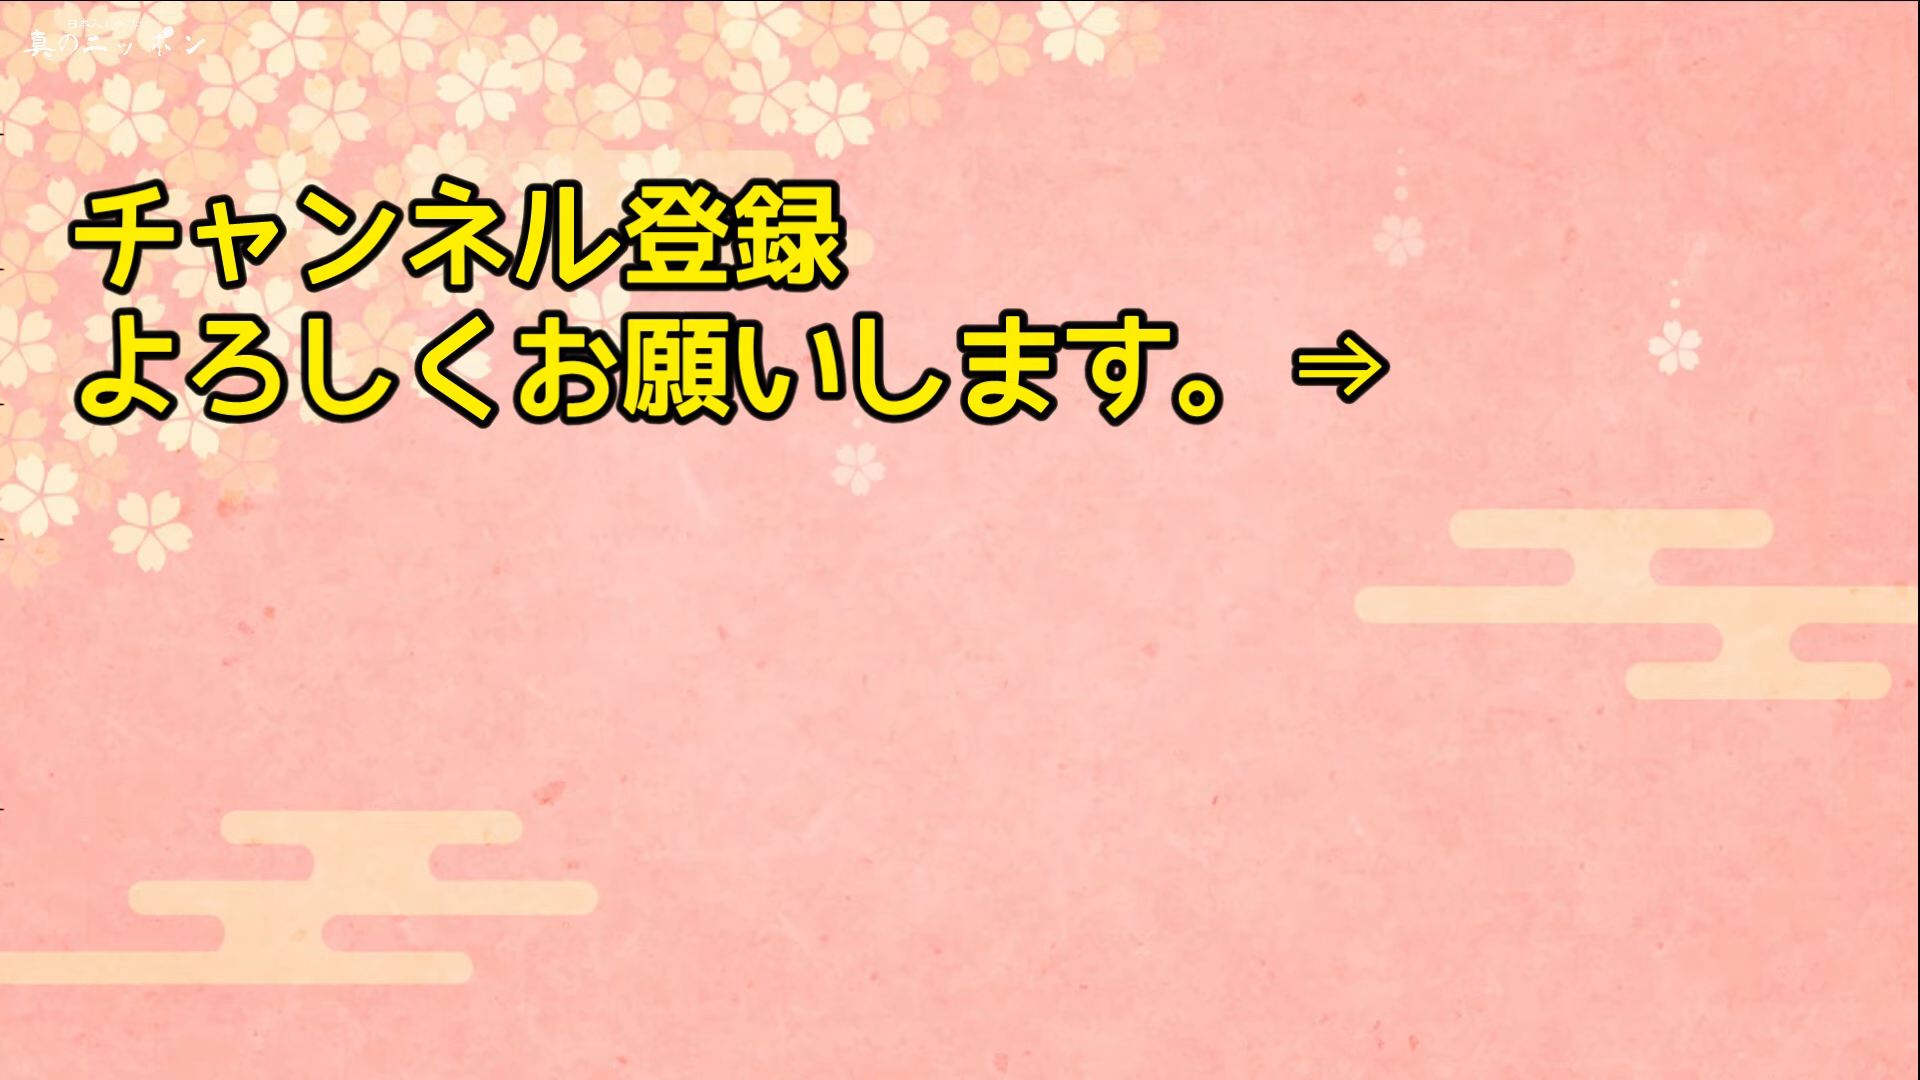 真のニッポン
チャンネル登録
よろしくお願いします。⇒